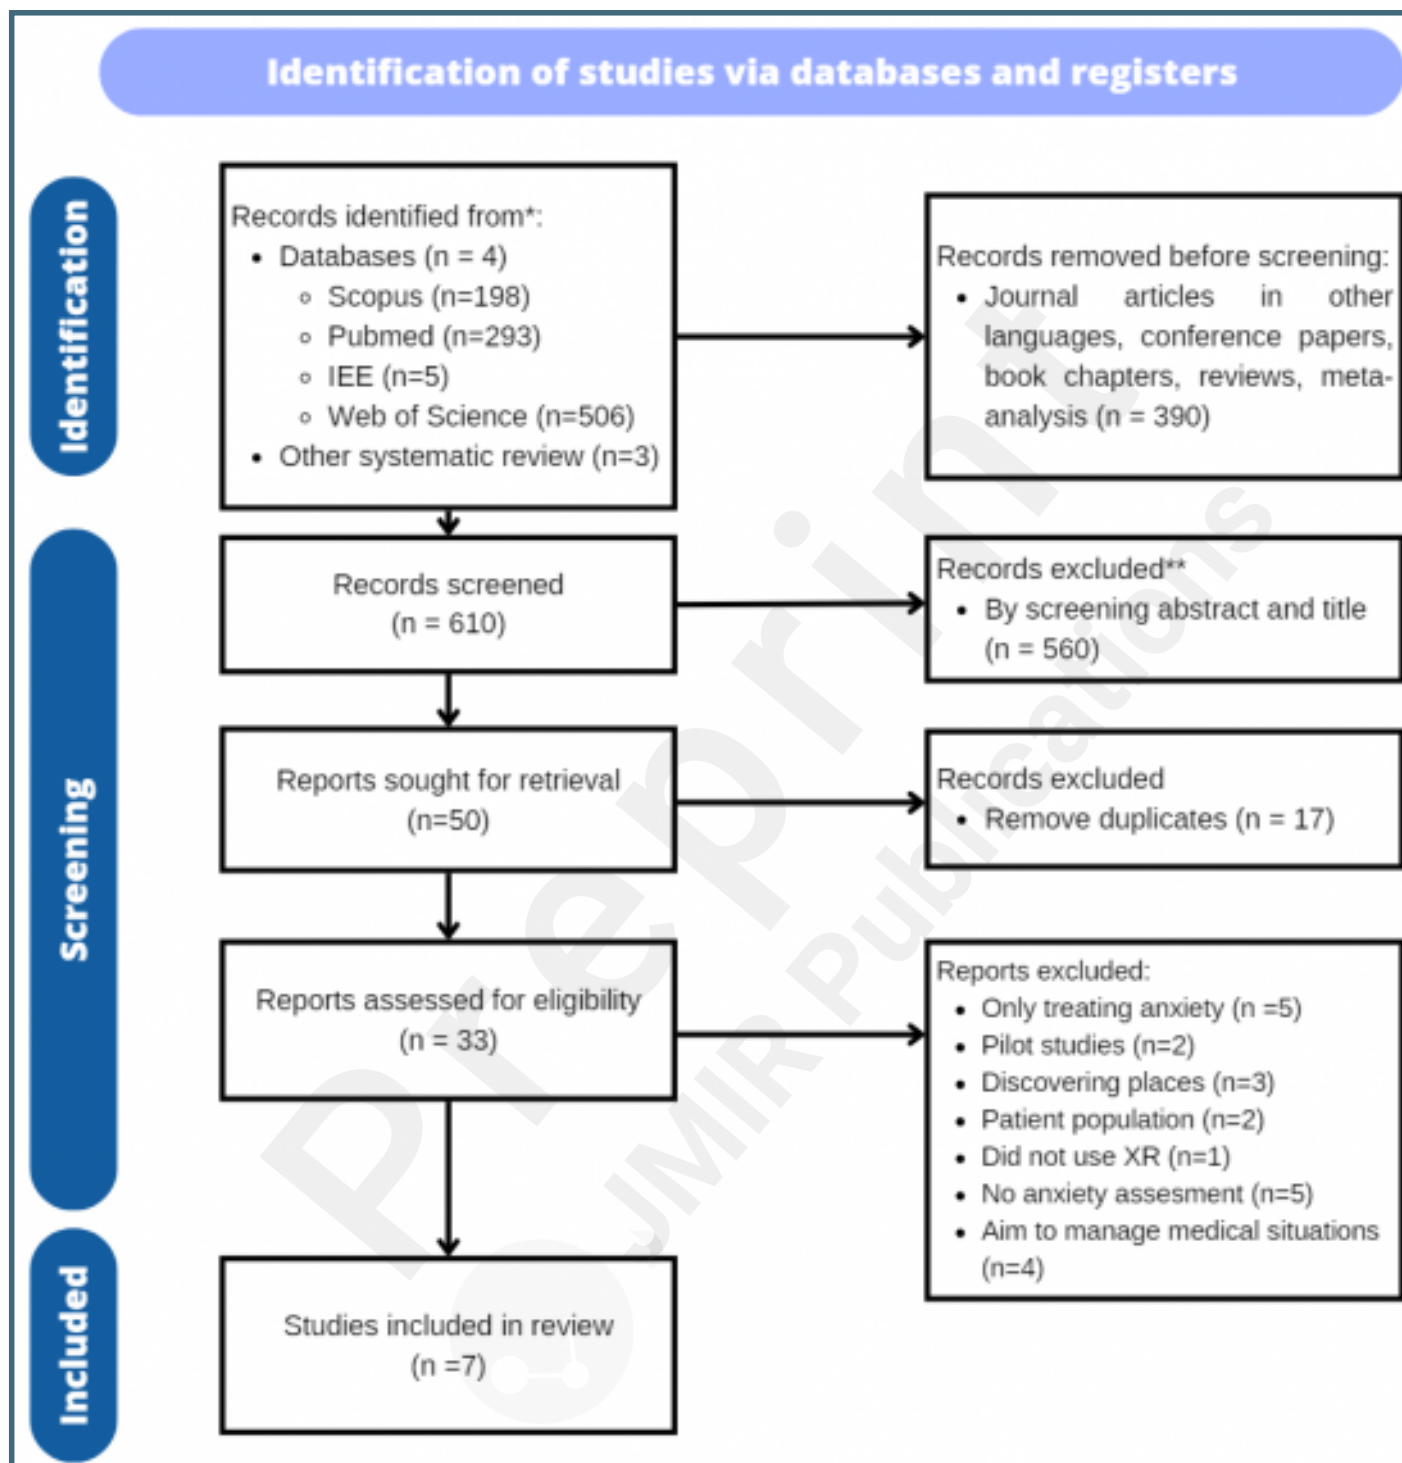 Identification of studies via databases and registers
Identification
Records identified from*:
• Databases (n = 4)
◦ Scopus (n=198)
◦ Pubmed (n=293)
◦ IEE (n=5)
◦ Web of Science (n=506)
• Other systematic review (n=3)
Records removed before screening:
• Journal articles in other
languages, conference papers,
book chapters, reviews, meta-
analysis (n = 390)
Screening
Records screened
(n = 610)
Records excluded**
• By screening abstract and title
(n = 560)
Reports sought for retrieval
(n=50)
Records excluded
• Remove duplicates (n = 17)
Reports assessed for eligibility
(n = 33)
Reports excluded:
• Only treating anxiety (n =5)
• Pilot studies (n=2)
• Discovering places (n=3)
• Patient population (n=2)
• Did not use XR (n=1)
• No anxiety assesment (n=5)
• Aim to manage medical situations
(n=4)
Included
Studies included in review
(n =7)
Preprint
JMIR Publications